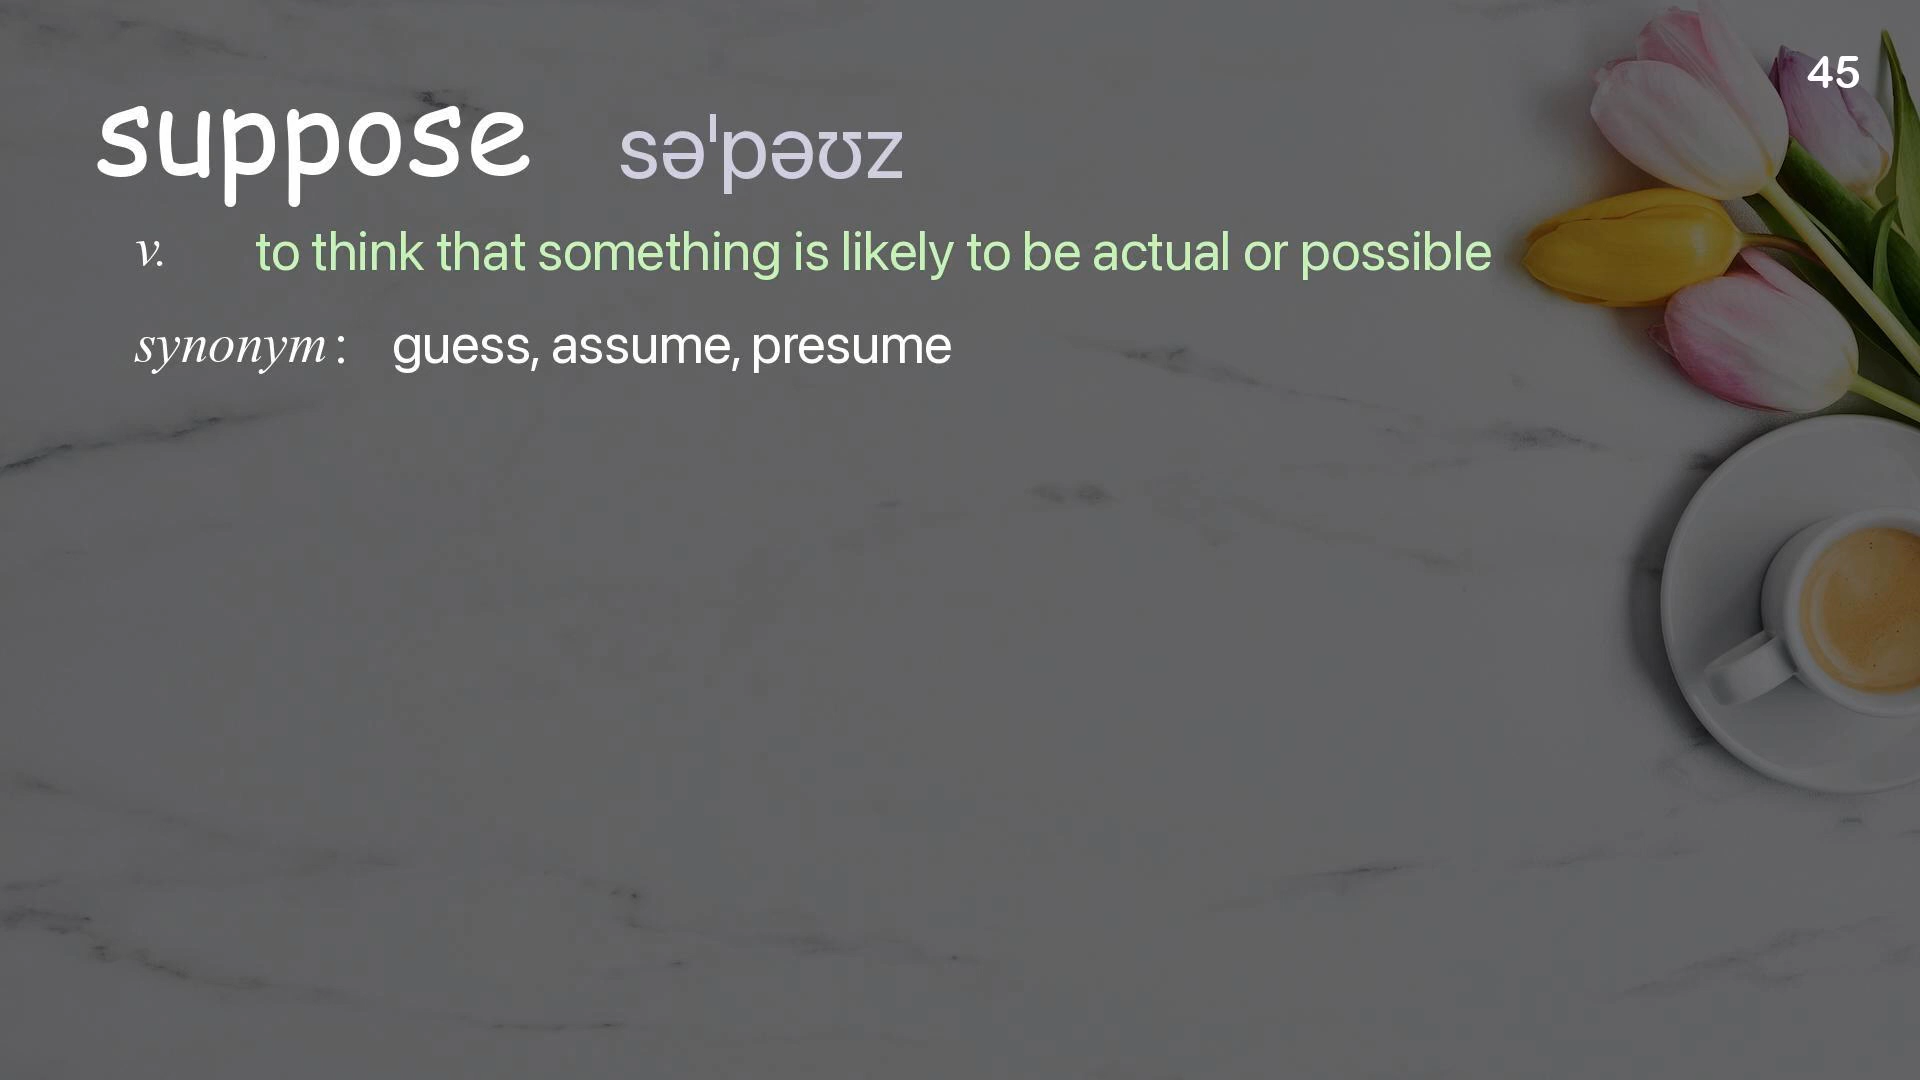 45
suppose səˈpəʊz
v. to think that something is likely to be actual or possible
synonym: guess, assume, presume